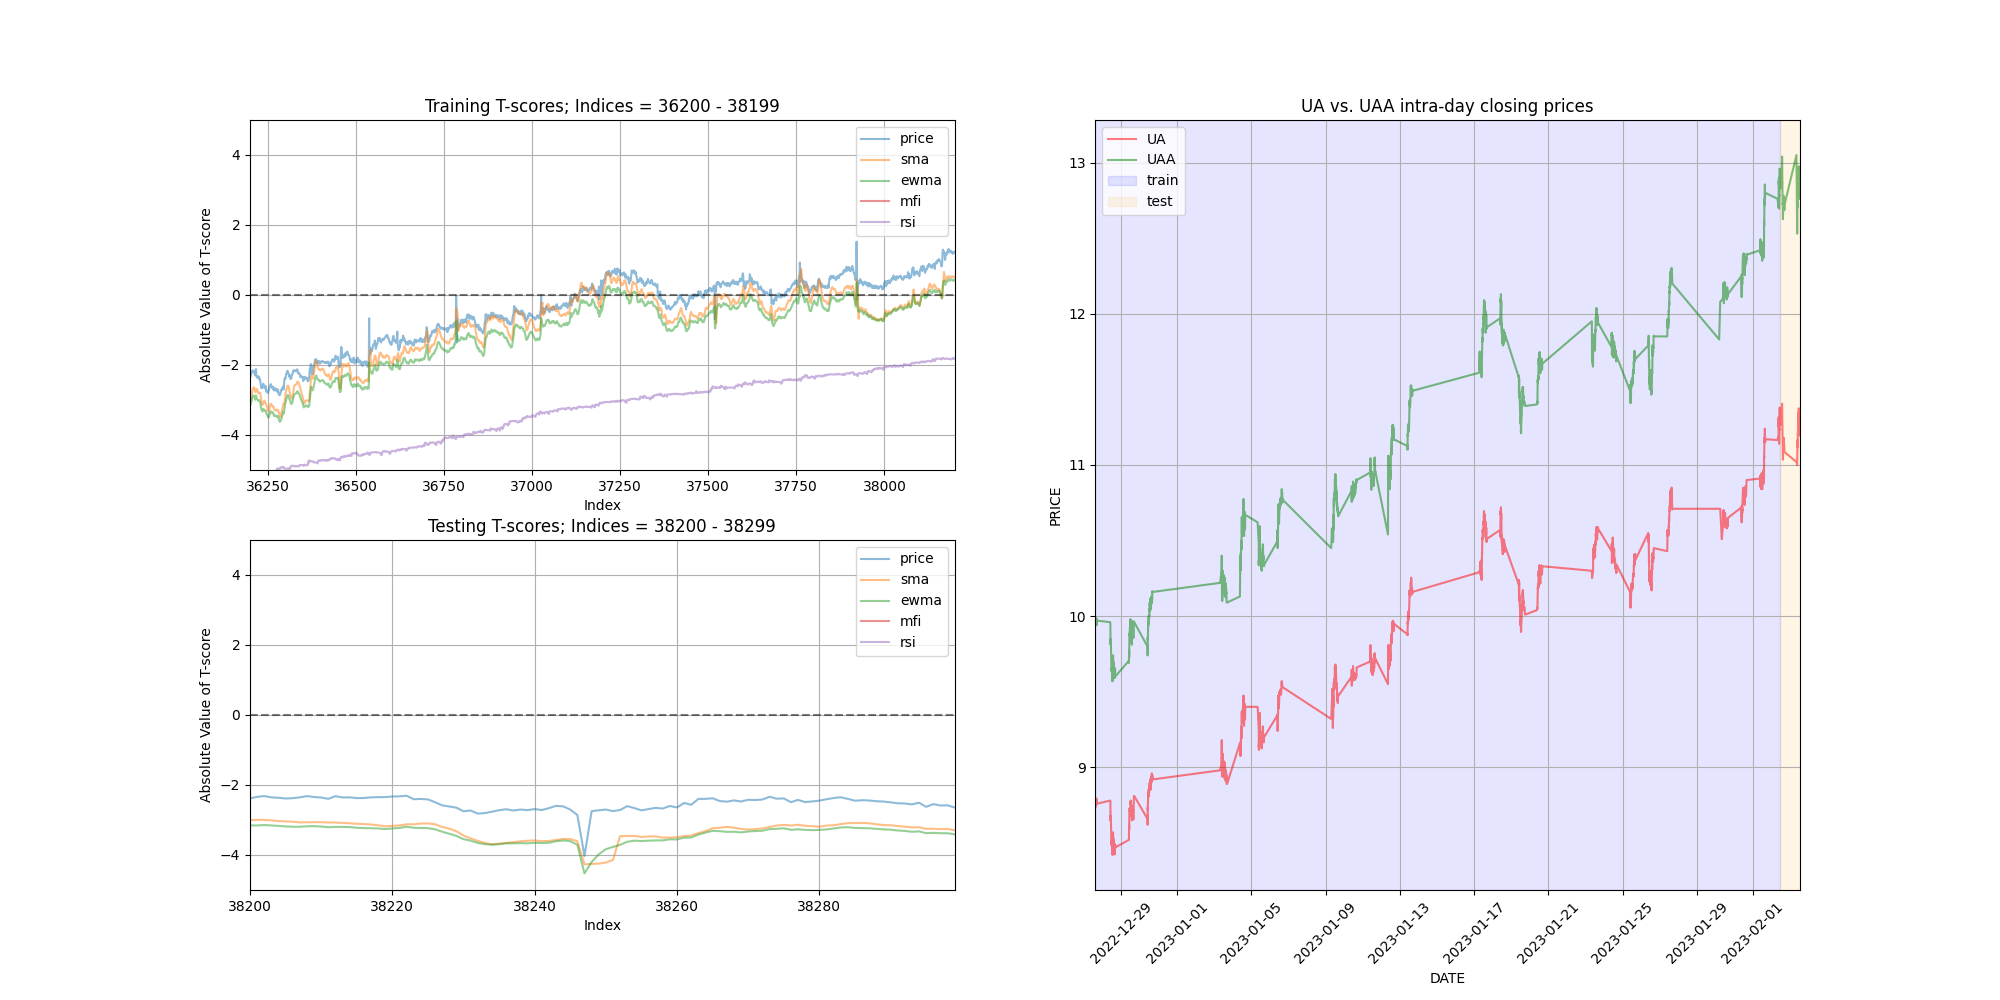 Training T-scores; Indices = 36200 - 38199
Absolute Value of T-score
4
2
0
−2
−4
price
sma
ewma
mfi
rsi
36250
36500
36750
37000
37250
37500
37750
38000
Index
Testing T-scores; Indices = 38200 - 38299
Absolute Value of T-score
4
2
0
−2
−4
price
sma
ewma
mfi
rsi
38200
38220
38240
38260
38280
Index
UA vs. UAA intra-day closing prices
PRICE
13
12
11
10
9
UA
UAA
train
test
2022-12-29
2023-01-01
2023-01-05
2023-01-09
2023-01-13
2023-01-17
2023-01-21
2023-01-25
2023-01-29
2023-02-01
DATE